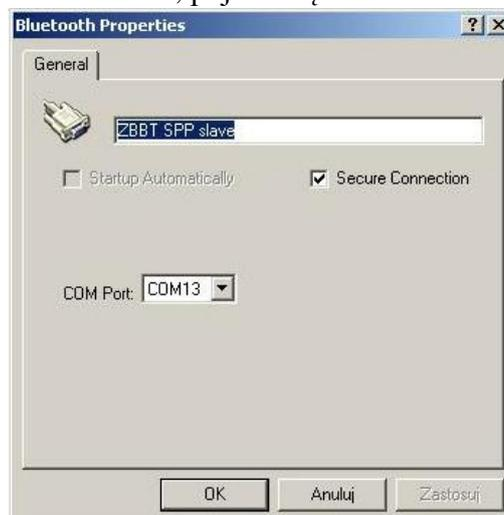 Bluetooth Properties
General
ZBBT SPP slave
Startup Automatically
Secure Connection
COM Port: COM13
OK Anuluj Zastosuj